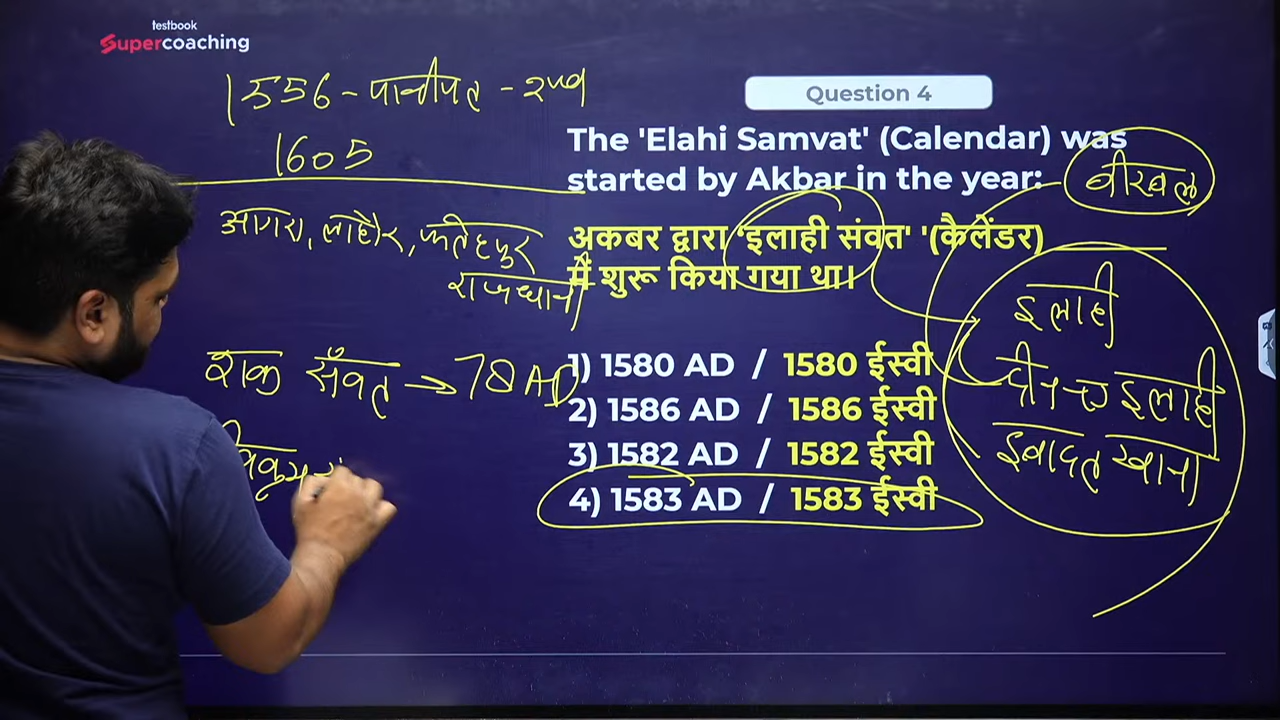 testbook
Supercoaching
1556 - पानीपत - 2nd
1605
आगरा, लाहौर, फतेहपुर
राजधानी
शक संवत → 78 AD
Question 4
The 'Elahi Samvat' (Calendar) was
started by Akbar in the year:
बीरबल
अकबर द्वारा 'इलाही संवत' '(कैलेंडर)
में शुरू किया गया था।
1) 1580 AD / 1580 ईस्वी
2) 1586 AD / 1586 ईस्वी
3) 1582 AD / 1582 ईस्वी
4) 1583 AD / 1583 ईस्वी
इलाही
दीन-ए इलाही
इबादत खाना